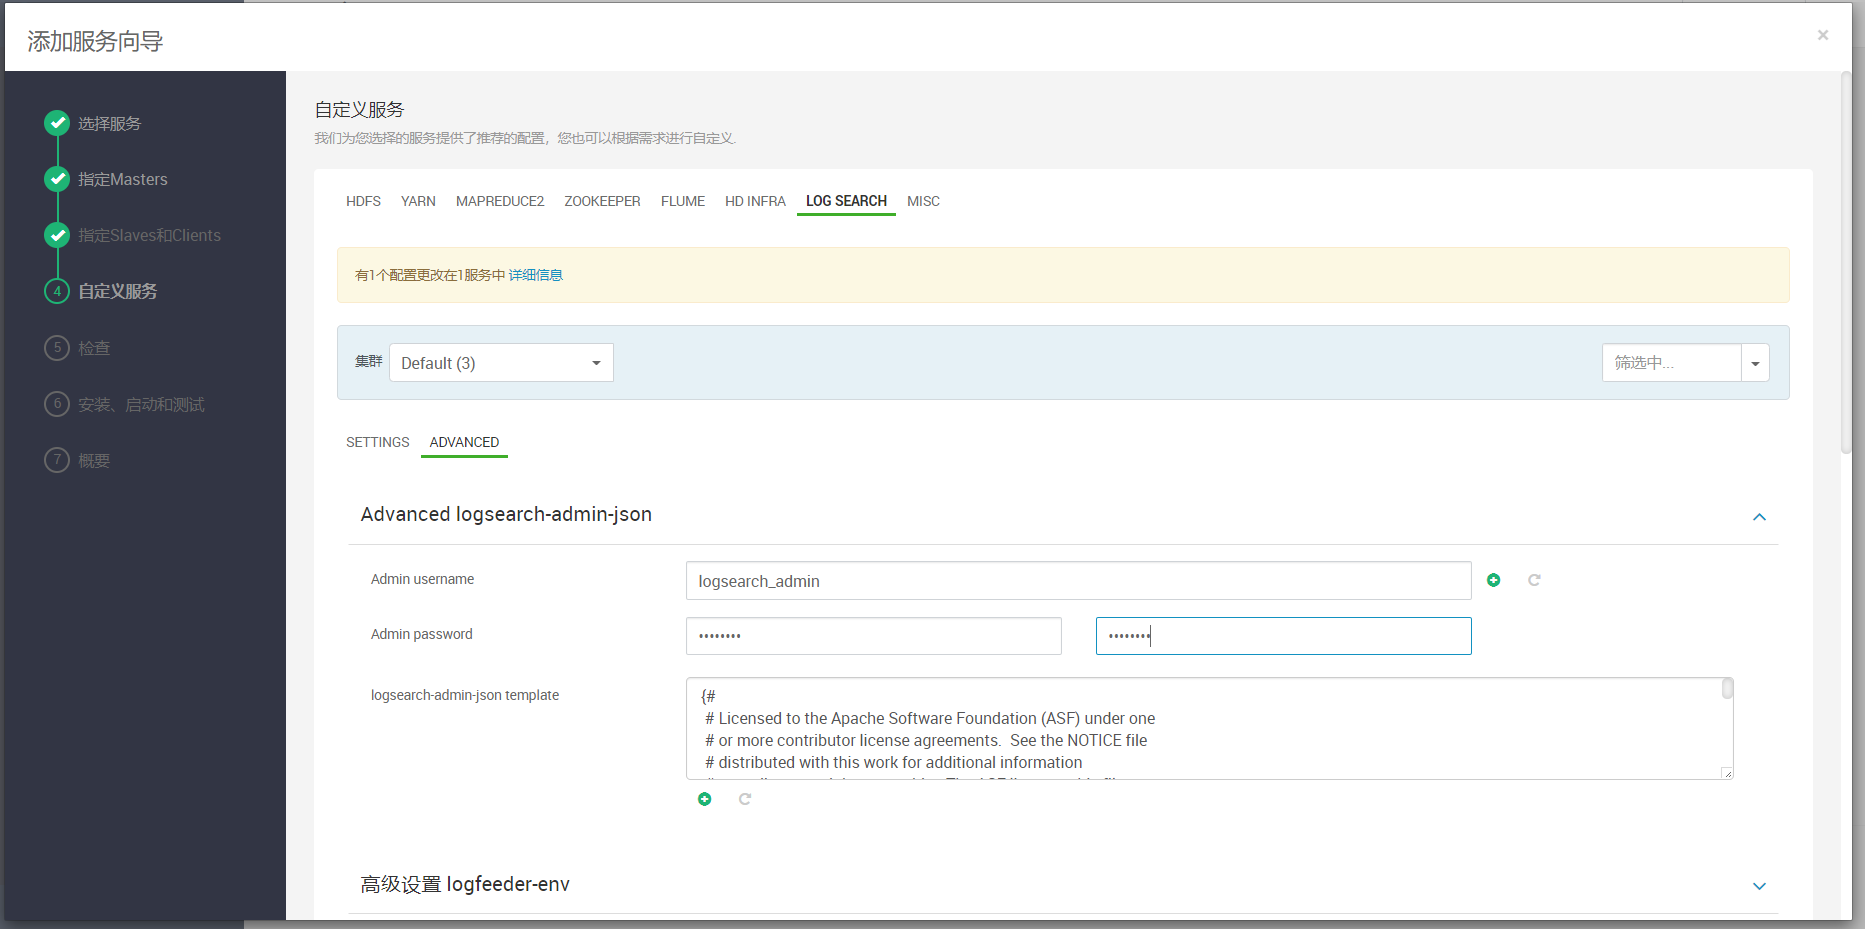 添加服务向导
×
选择服务
指定Masters
指定Slaves和Clients
4 自定义服务
5 检查
6 安装、启动和测试
7 概要
自定义服务
我们为您选择的服务提供了推荐的配置，您也可以根据需求进行自定义.
HDFS YARN MAPREDUCE2 ZOOKEEPER FLUME HD INFRA LOG SEARCH MISC
有1个配置更改在1服务中 详细信息
集群 Default (3) 筛选中...
SETTINGS ADVANCED
Advanced logsearch-admin-json
Admin username logsearch_admin
Admin password •••••••• ••••••••
logsearch-admin-json template
{#
# Licensed to the Apache Software Foundation (ASF) under one
# or more contributor license agreements.  See the NOTICE file
# distributed with this work for additional information
高级设置 logfeeder-env